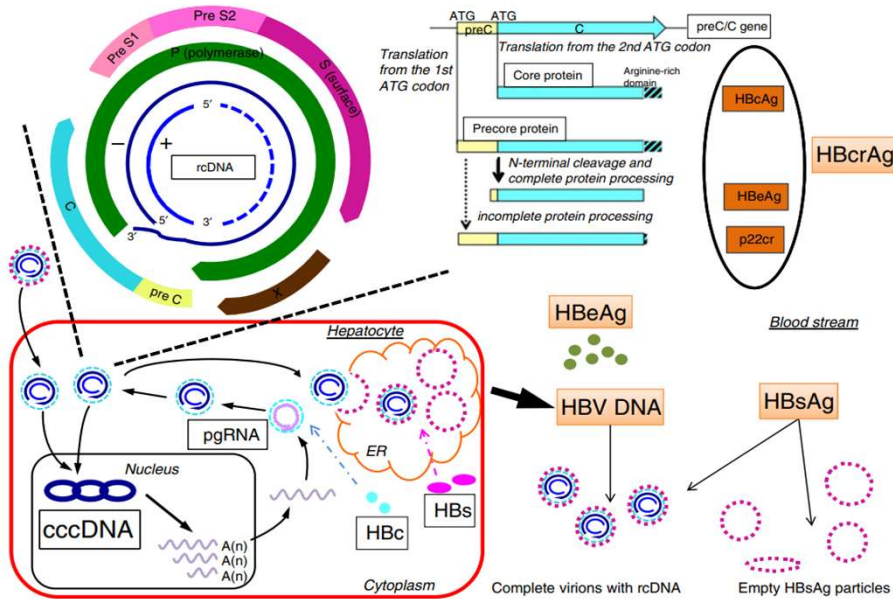 Pre S1
Pre S2
S (surface)
P (polymerase)
5′
−
+
rcDNA
5′
3′
3′
C
pre C
X
ATG
ATG
preC
C
preC/C gene
Translation
from the 1st
ATG codon
Translation from the 2nd ATG codon
Core protein
Arginine-rich
domain
Precore protein
N-terminal cleavage and
complete protein processing
incomplete protein processing
HBcAg
HBeAg
p22cr
HBcrAg
Hepatocyte
pgRNA
ER
Nucleus
cccDNA
A(n)
A(n)
A(n)
HBc
HBs
Cytoplasm
HBeAg
Blood stream
HBV DNA
HBsAg
Complete virions with rcDNA
Empty HBsAg particles